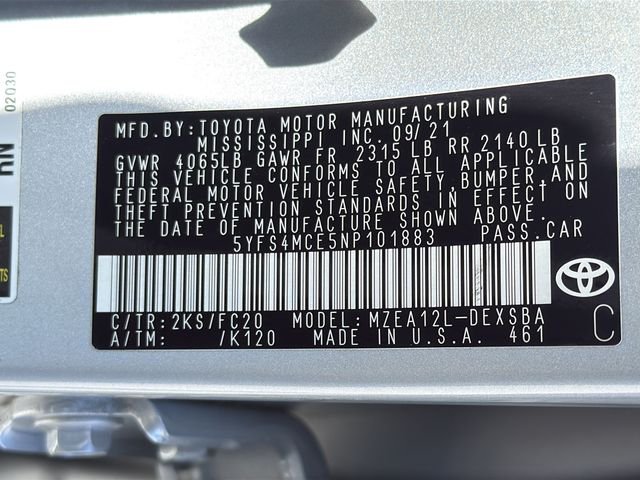 02030
RN
MFD.BY:TOYOTA MOTOR MANUFACTURING
MISSISSIPPI INC. 09/21
GVWR 4065LB GAWR FR 2315 LB RR 2140 LB
THIS VEHICLE CONFORMS TO ALL APPLICABLE
FEDERAL MOTOR VEHICLE SAFETY,BUMPER,AND
THEFT PREVENTION STANDARDS IN EFFECT ON
THE DATE OF MANUFACTURE SHOWN ABOVE.
5YFS4MCE5NP101883 PASS.CAR
C/TR:2KS/FC20 MODEL:MZEA12L-DEXSBA
A/TM: /K120 MADE IN U.S.A. 461
C